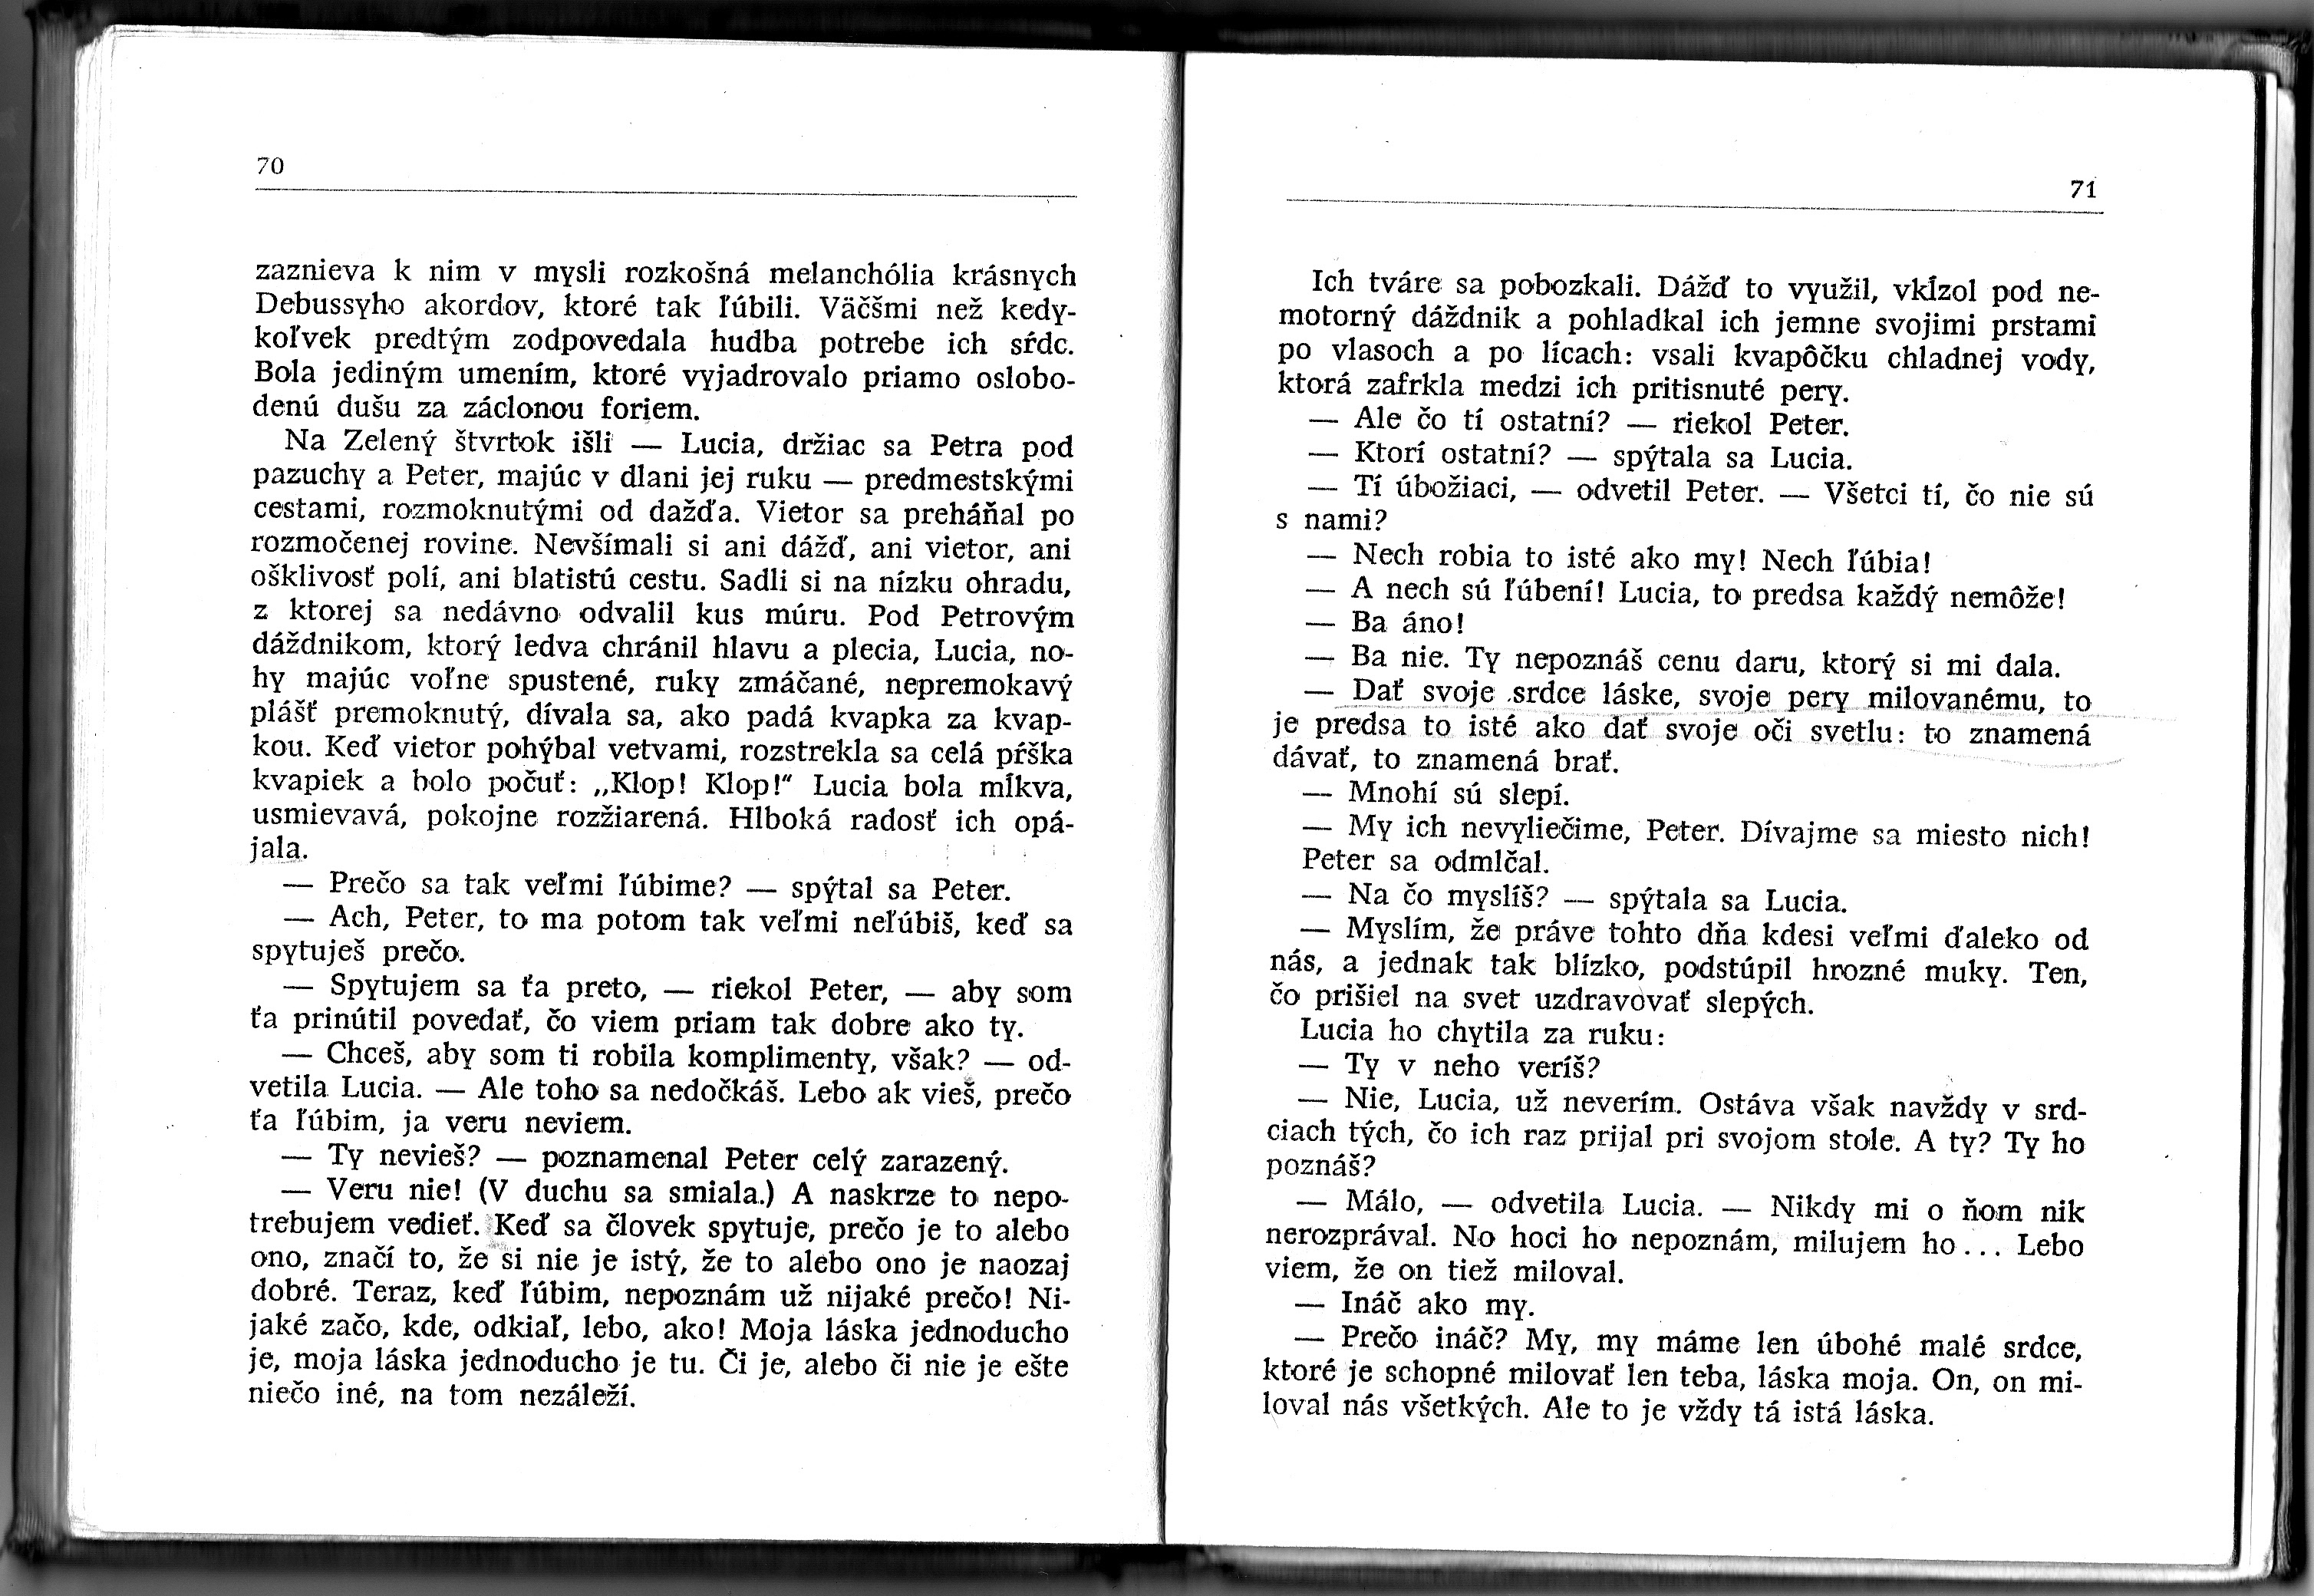 70
zaznieva k nim v mysli rozkošná melanchólia krásnych
Debussyho akordov, ktoré tak ľúbili. Väčšmi než kedy-
koľvek predtým zodpovedala hudba potrebe ich sŕdc.
Bola jediným umením, ktoré vyjadrovalo priamo oslobo-
denú dušu za záclonou foriem.
Na Zelený štvrtok išli — Lucia, držiac sa Petra pod
pazuchy a Peter, majúc v dlani jej ruku — predmestskými
cestami, rozmoknutými od dažďa. Vietor sa preháňal po
rozmočenej rovine. Nevšímali si ani dážď, ani vietor, ani
ošklivosť polí, ani blatistú cestu. Sadli si na nízku ohradu,
z ktorej sa nedávno odvalil kus múru. Pod Petrovým
dáždnikom, ktorý ledva chránil hlavu a plecia, Lucia, no-
hy majúc voľne spustené, ruky zmáčané, nepremokavý
plášť premoknutý, dívala sa, ako padá kvapka za kvap-
kou. Keď vietor pohýbal vetvami, rozstrekla sa celá pŕška
kvapiek a bolo počuť: „Klop! Klop!" Lucia bola mĺkva,
usmievavá, pokojne rozžiarená. Hlboká radosť ich opá-
jala.
— Prečo sa tak veľmi ľúbime? — spýtal sa Peter.
— Ach, Peter, to ma potom tak veľmi neľúbiš, keď sa
spytuješ prečo.
— Spytujem sa ťa preto, — riekol Peter, — aby som
ťa prinútil povedať, čo viem priam tak dobre ako ty.
— Chceš, aby som ti robila komplimenty, však? — od-
vetila Lucia. — Ale toho sa nedočkáš. Lebo ak vieš, prečo
ťa ľúbim, ja veru neviem.
— Ty nevieš? — poznamenal Peter celý zarazený.
— Veru nie! (V duchu sa smiala.) A naskrze to nepo-
trebujem vedieť. Keď sa človek spytuje, prečo je to alebo
ono, značí to, že si nie je istý, že to alebo ono je naozaj
dobré. Teraz, keď ľúbim, nepoznám už nijaké prečo! Ni-
jaké začo, kde, odkiaľ, lebo, ako! Moja láska jednoducho
je, moja láska jednoducho je tu. Či je, alebo či nie je ešte
niečo iné, na tom nezáleží.
71
Ich tváre sa pobozkali. Dážď to využil, vkĺzol pod ne-
motorný dáždnik a pohladkal ich jemne svojimi prstami
po vlasoch a po lícach: vsali kvapôčku chladnej vody,
ktorá zafrkla medzi ich pritisnuté pery.
— Ale čo tí ostatní? — riekol Peter.
— Ktorí ostatní? — spýtala sa Lucia.
— Tí úbožiaci, — odvetil Peter. — Všetci tí, čo nie sú
s nami?
— Nech robia to isté ako my! Nech ľúbia!
— A nech sú ľúbení! Lucia, to predsa každý nemôže!
— Ba áno!
— Ba nie. Ty nepoznáš cenu daru, ktorý si mi dala.
— Dať svoje srdce láske, svoje pery milovanému, to
je predsa to isté ako dať svoje oči svetlu: to znamená
dávať, to znamená brať.
— Mnohí sú slepí.
— My ich nevyliečime, Peter. Dívajme sa miesto nich!
Peter sa odmlčal.
— Na čo myslíš? — spýtala sa Lucia.
— Myslím, že práve tohto dňa kdesi veľmi ďaleko od
nás, a jednak tak blízko, podstúpil hrozné muky. Ten,
čo prišiel na svet uzdravovať slepých.
Lucia ho chytila za ruku:
— Ty v neho veríš?
— Nie, Lucia, už neverím. Ostáva však navždy v srd-
ciach tých, čo ich raz prijal pri svojom stole. A ty? Ty ho
poznáš?
— Málo, — odvetila Lucia. — Nikdy mi o ňom nik
nerozprával. No hoci ho nepoznám, milujem ho... Lebo
viem, že on tiež miloval.
— Ináč ako my.
— Prečo ináč? My, my máme len úbohé malé srdce,
ktoré je schopné milovať len teba, láska moja. On, on mi-
loval nás všetkých. Ale to je vždy tá istá láska.